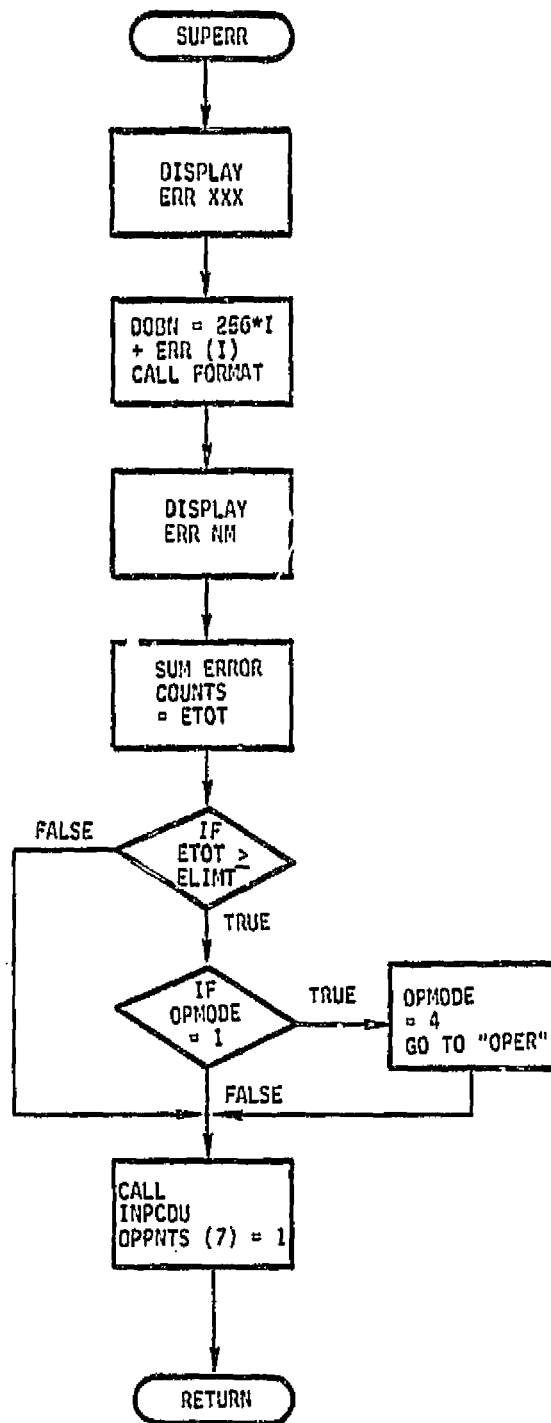 SUPERR
DISPLAY
ERR XXX
DOBN = 256*I
+ ERR (I)
CALL FORMAT
DISPLAY
ERR NM
SUM ERROR
COUNTS
= ETOT
FALSE
IF
ETOT ≥
ELIMT
TRUE
IF
OPMODE
= 1
TRUE
OPMODE
= 4
GO TO "OPER"
FALSE
CALL
INPCDU
OPPNTS (7) = 1
RETURN